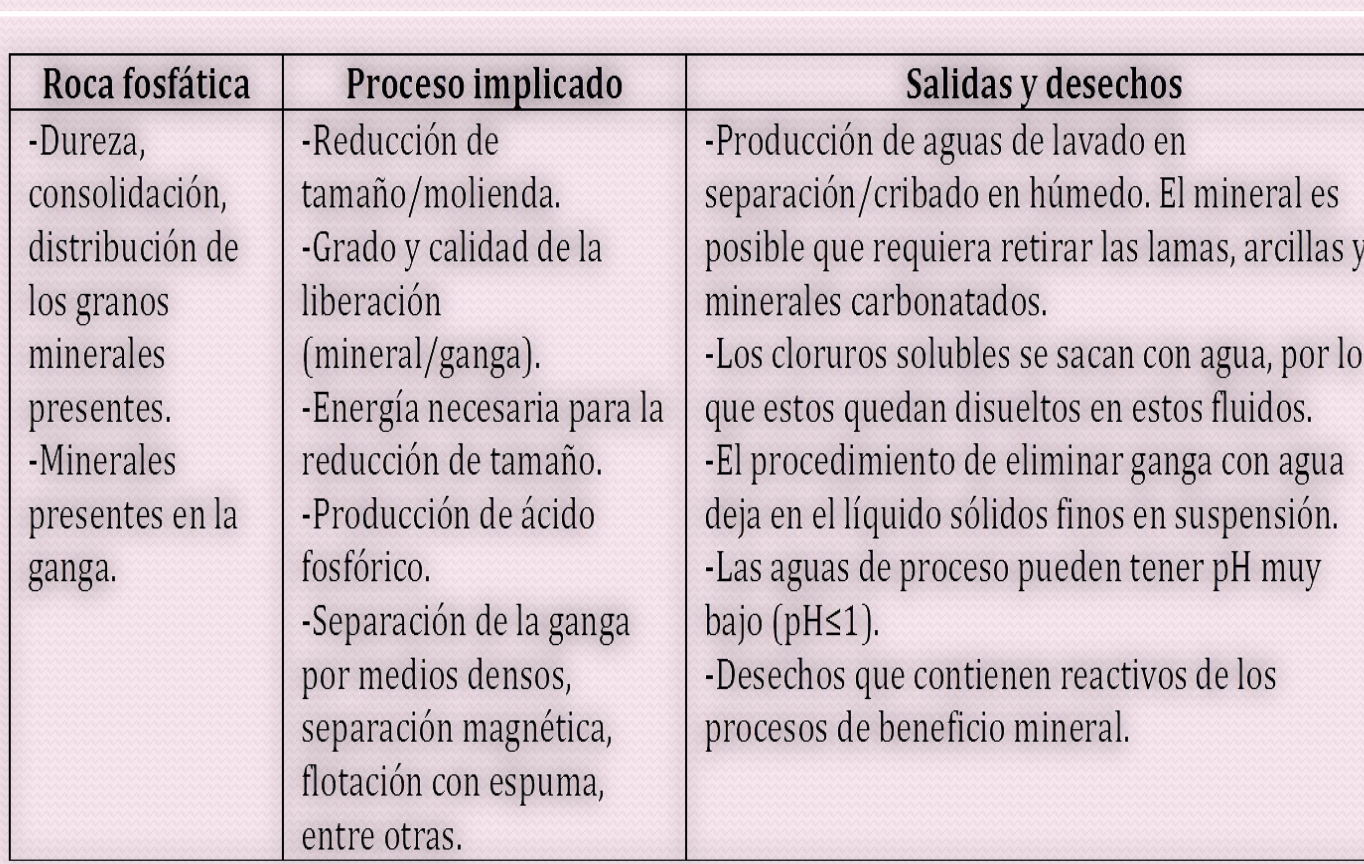 Roca fosfática
Proceso implicado
Salidas y desechos
-Dureza,
consolidación,
distribución de
los granos
minerales
presentes.
-Minerales
presentes en la
ganga.
-Reducción de
tamaño/molienda.
-Grado y calidad de la
liberación
(mineral/ganga).
-Energía necesaria para la
reducción de tamaño.
-Producción de ácido
fosfórico.
-Separación de la ganga
por medios densos,
separación magnética,
flotación con espuma,
entre otras.
-Producción de aguas de lavado en
separación/cribado en húmedo. El mineral es
posible que requiera retirar las lamas, arcillas y
minerales carbonatados.
-Los cloruros solubles se sacan con agua, por lo
que estos quedan disueltos en estos fluidos.
-El procedimiento de eliminar ganga con agua
deja en el líquido sólidos finos en suspensión.
-Las aguas de proceso pueden tener pH muy
bajo (pH≤1).
-Desechos que contienen reactivos de los
procesos de beneficio mineral.